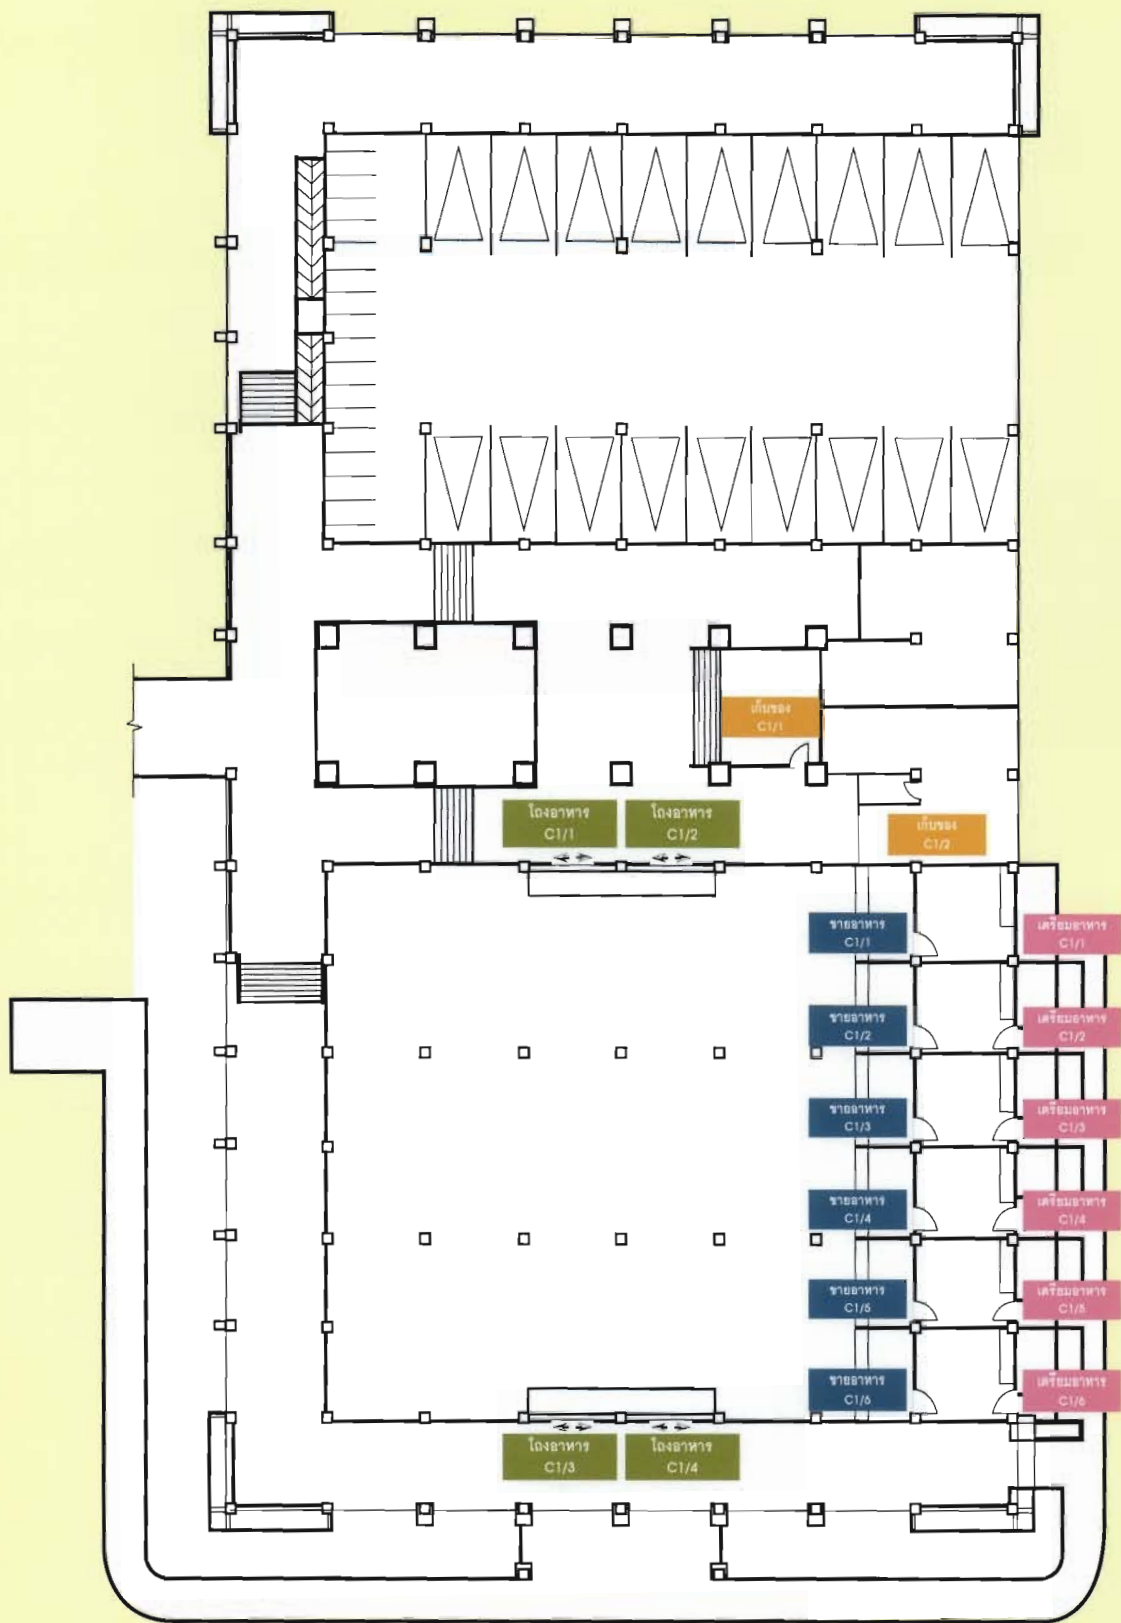 เก็บของ
C1/1
โถงอาหาร
C1/1
โถงอาหาร
C1/2
เก็บของ
C1/2
ขายอาหาร
C1/1
เตรียมอาหาร
C1/1
ขายอาหาร
C1/2
เตรียมอาหาร
C1/2
ขายอาหาร
C1/3
เตรียมอาหาร
C1/3
ขายอาหาร
C1/4
เตรียมอาหาร
C1/4
ขายอาหาร
C1/5
เตรียมอาหาร
C1/5
ขายอาหาร
C1/6
เตรียมอาหาร
C1/6
โถงอาหาร
C1/3
โถงอาหาร
C1/4